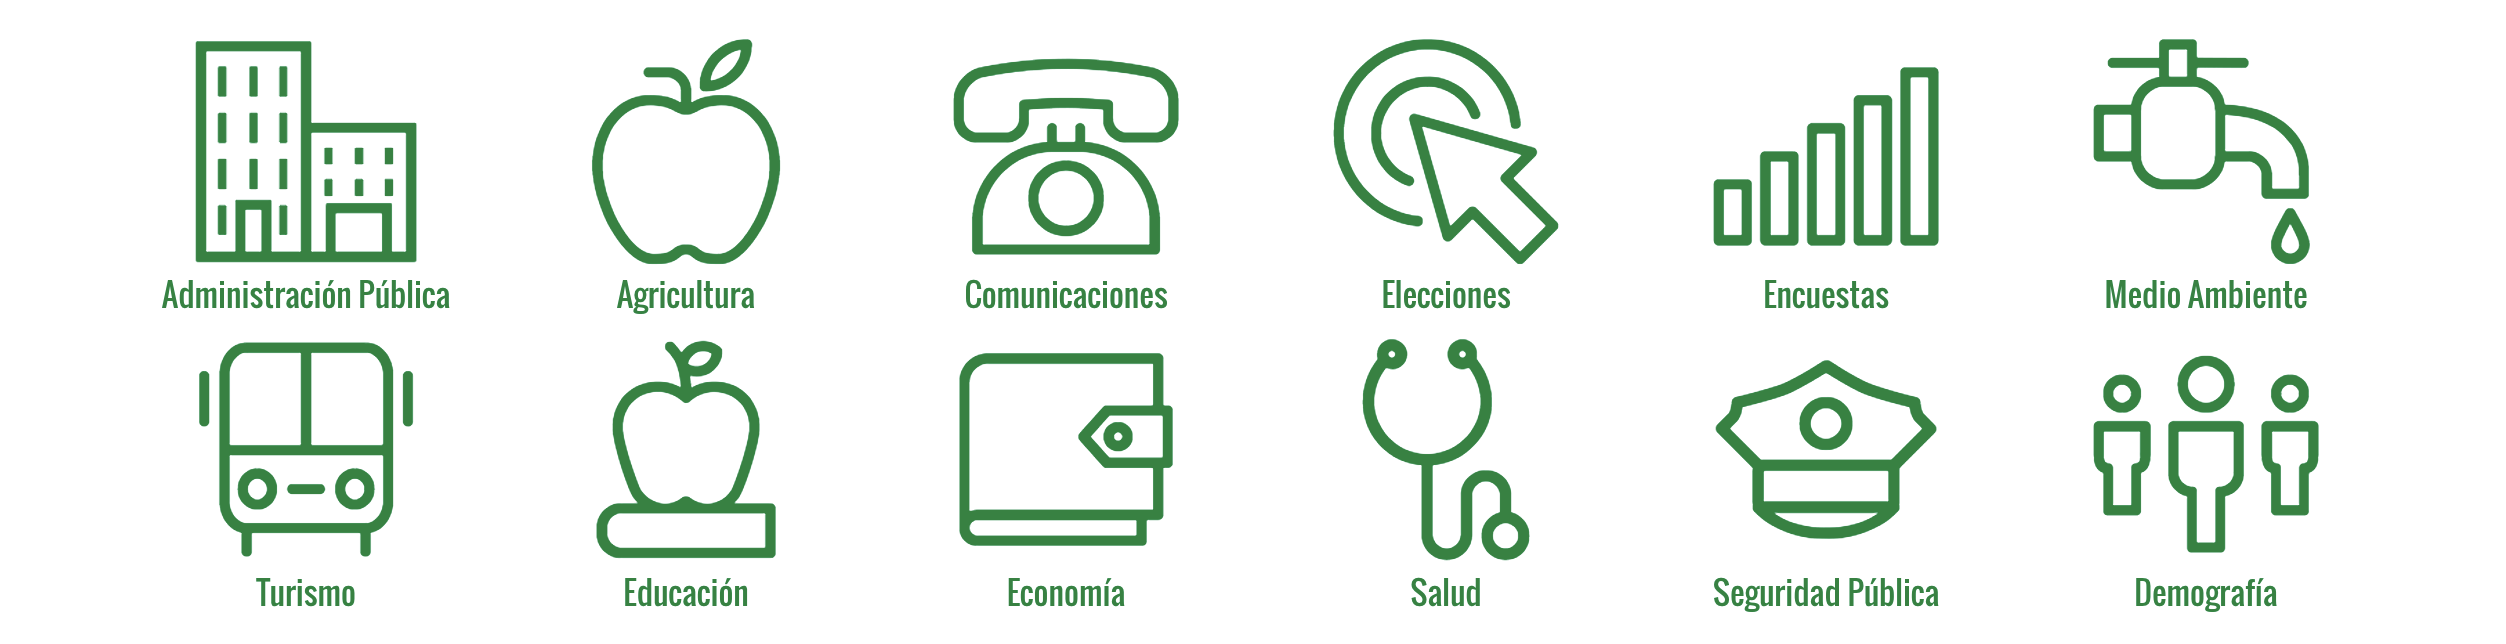 Administración Pública
Agricultura
Comunicaciones
Elecciones
Encuestas
Medio Ambiente
Turismo
Educación
Economía
Salud
Seguridad Pública
Demografía